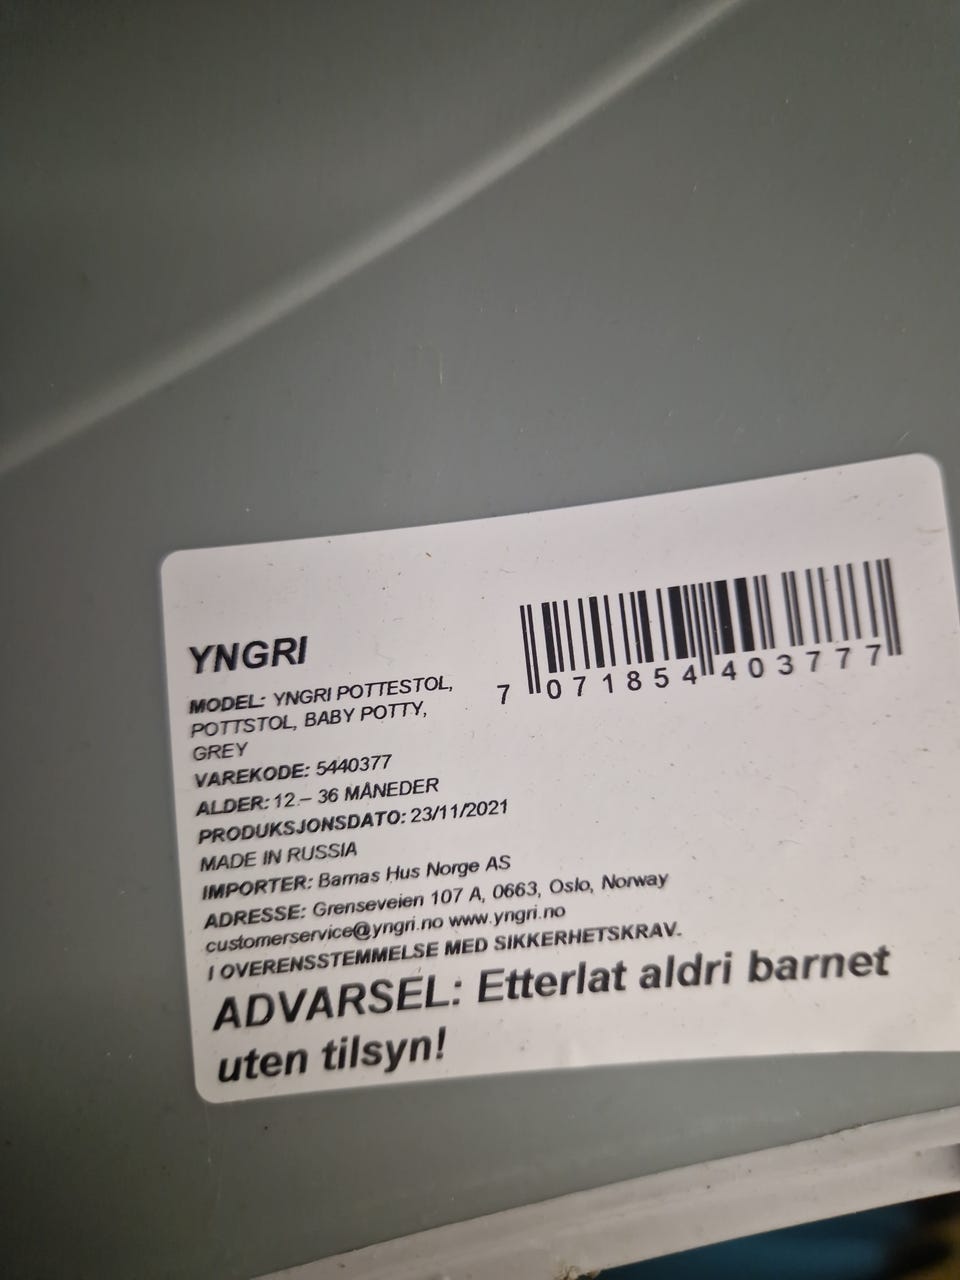 YNGRI
MODEL: YNGRI POTTESTOL,
POTTSTOL, BABY POTTY,
GREY
VAREKODE: 5440377
ALDER: 12 – 36 MÅNEDER
PRODUKSJONSDATO: 23/11/2021
MADE IN RUSSIA
IMPORTER: Barnas Hus Norge AS
ADRESSE: Grenseveien 107 A, 0663, Oslo, Norway
customerservice@yngri.no www.yngri.no
I OVERENSSTEMMELSE MED SIKKERHETSKRAV.
ADVARSEL: Etterlat aldri barnet
uten tilsyn!
7 071854 403777